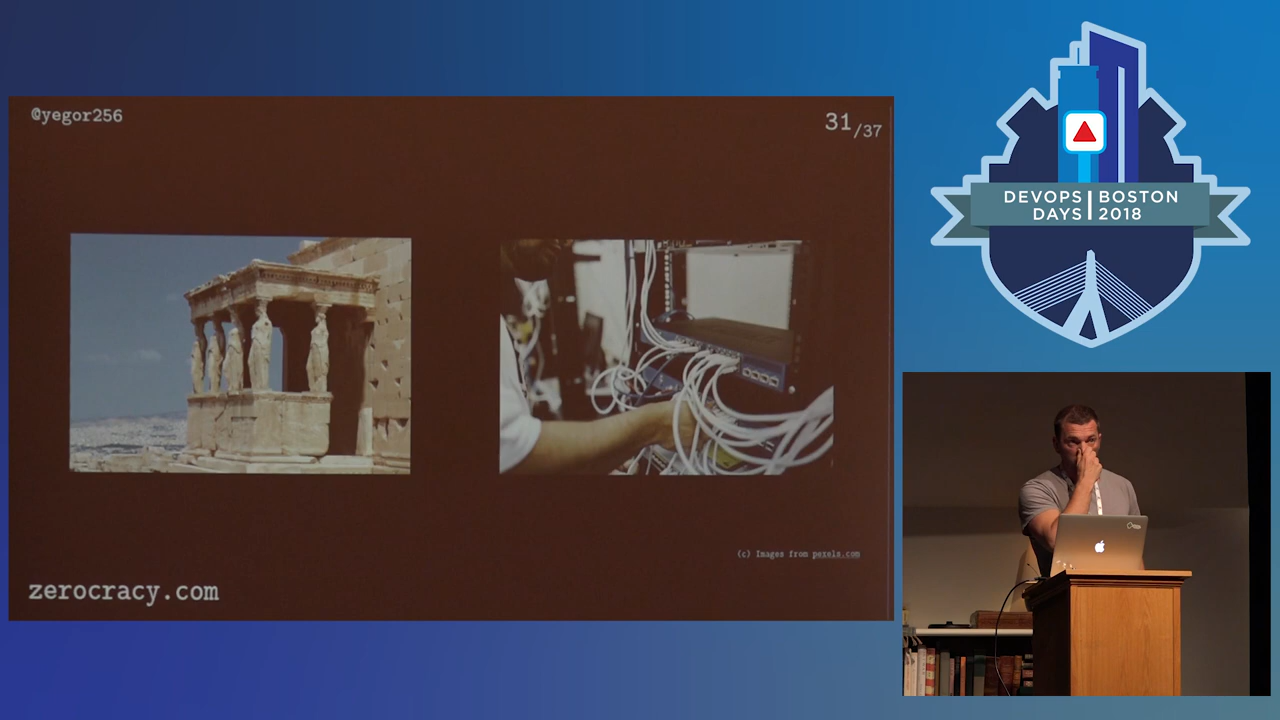 @yegor256
31/37
(c) Images from pexels.com
zerocracy.com
DEVOPS | BOSTON
DAYS | 2018